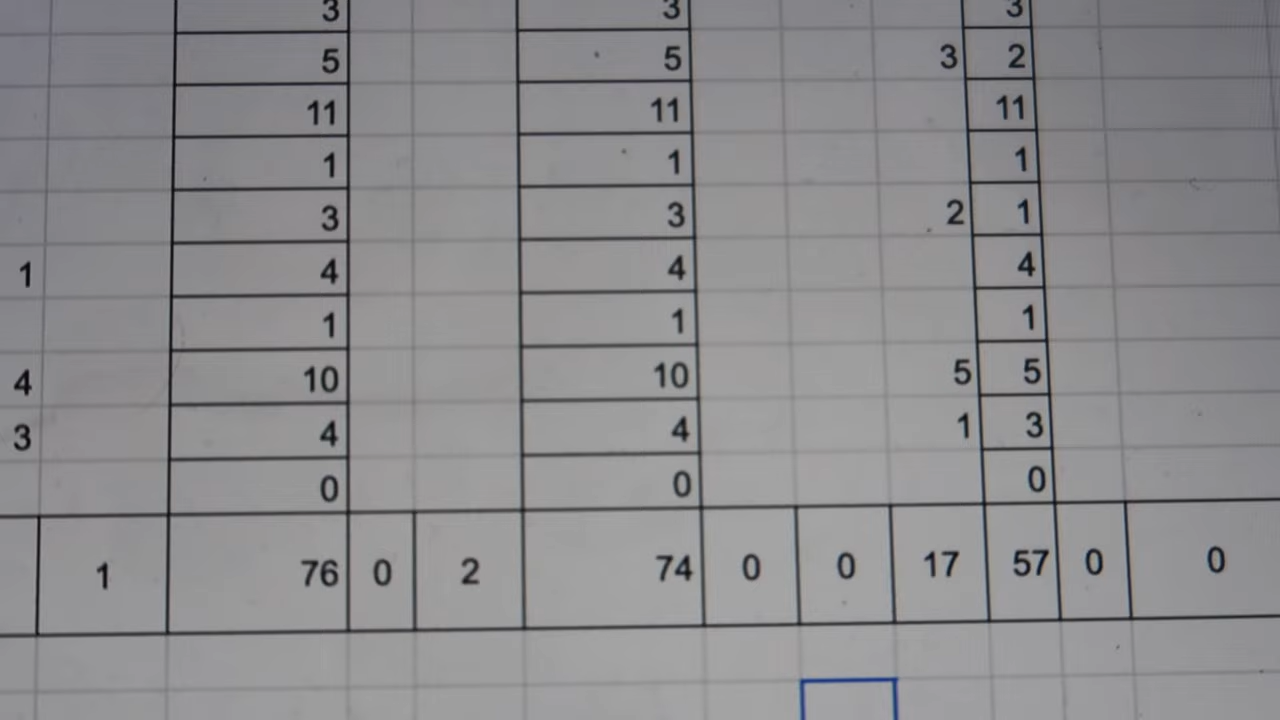 3 3 3
5 5 3 2
11 11 11
1 1 1
3 3 2 1
1 4 4 4
1 1 1
4 10 10 5 5
3 4 4 1 3
0 0 0
1 76 0 2 74 0 0 17 57 0 0